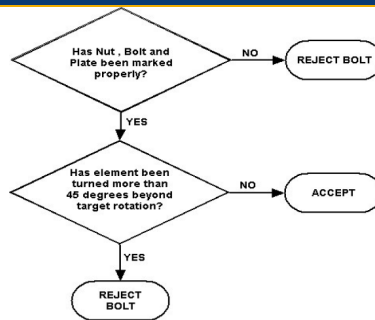 Has Nut , Bolt and
Plate been marked
properly?
NO
REJECT BOLT
YES
Has element been
turned more than
45 degrees beyond
target rotation?
NO
ACCEPT
YES
REJECT
BOLT